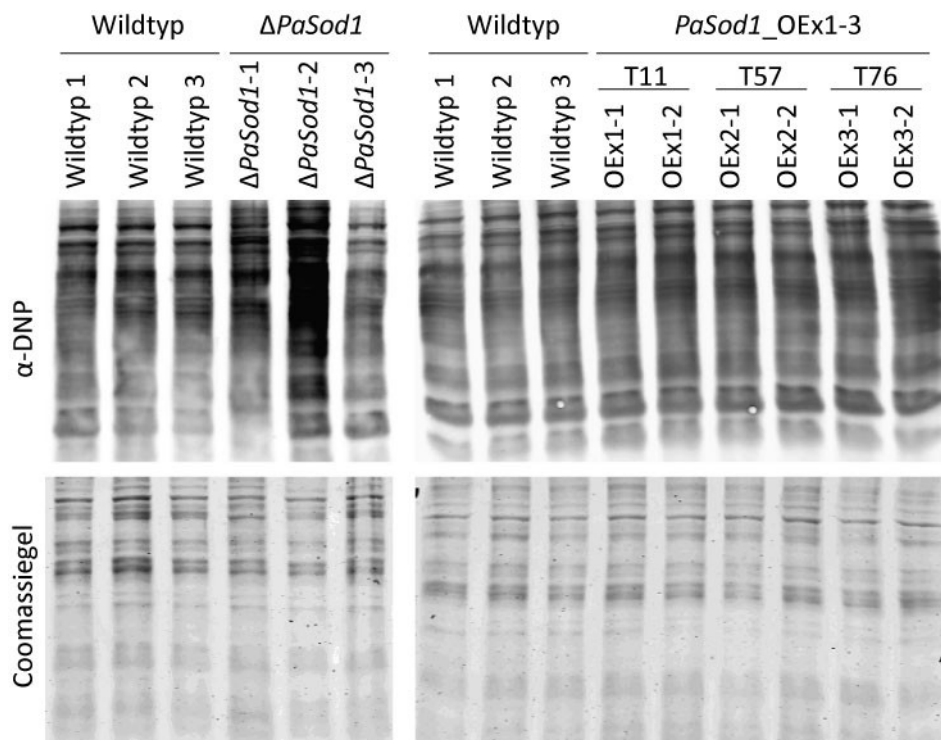 Wildtyp ΔPaSod1 Wildtyp PaSod1_OEx1-3
T11 T57 T76
Wildtyp 1 Wildtyp 2 Wildtyp 3 ΔPaSod1-1 ΔPaSod1-2 ΔPaSod1-3 Wildtyp 1 Wildtyp 2 Wildtyp 3 OEx1-1 OEx1-2 OEx2-1 OEx2-2 OEx3-1 OEx3-2
α-DNP
Coomassiegel